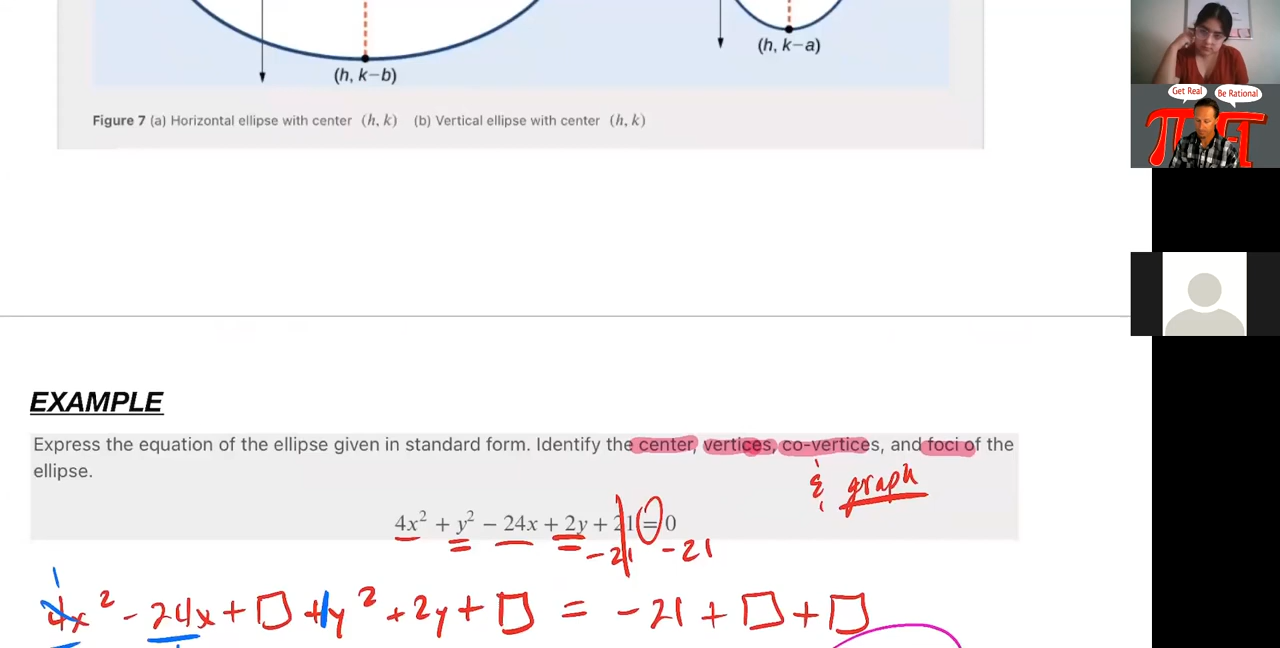 (h, k−b)
(h, k−a)
Get Real
Be Rational
Figure 7 (a) Horizontal ellipse with center (h, k) (b) Vertical ellipse with center (h, k)
EXAMPLE
Express the equation of the ellipse given in standard form. Identify the center, vertices, co-vertices, and foci of the
ellipse.
& graph
4x² + y² − 24x + 2y + 21 = 0
−21 −21
1
4x² − 24x + □ + 1y² + 2y + □ = −21 + □ + □